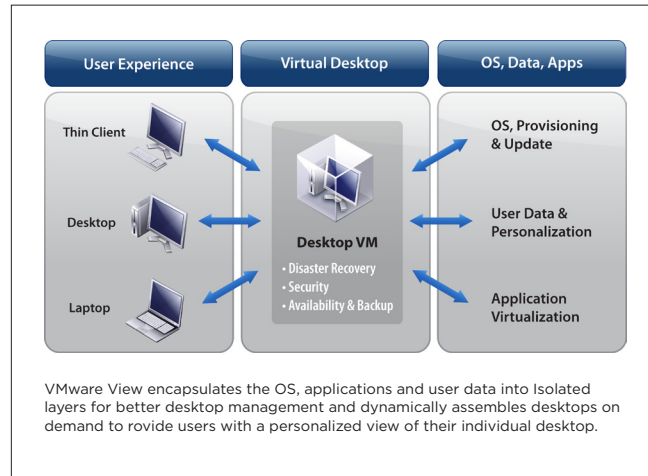 User Experience
Virtual Desktop
OS, Data, Apps
Thin Client
Desktop
Laptop
Desktop VM
• Disaster Recovery
• Security
• Availability & Backup
OS, Provisioning
& Update
User Data &
Personalization
Application
Virtualization
VMware View encapsulates the OS, applications and user data into Isolated
layers for better desktop management and dynamically assembles desktops on
demand to rovide users with a personalized view of their individual desktop.